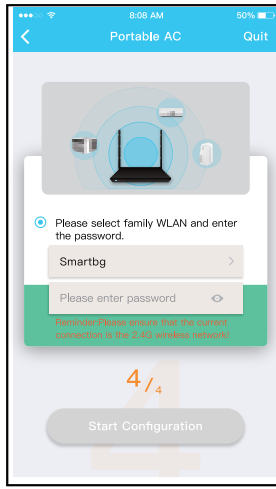 8:08 AM
50%
Portable AC
Quit
Please select family WLAN and enter
the password.
Smartbg
Please enter password
Reminder:Please ensure that the current
connection is the 2.4G wireless network!
4/4
Start Configuration
4